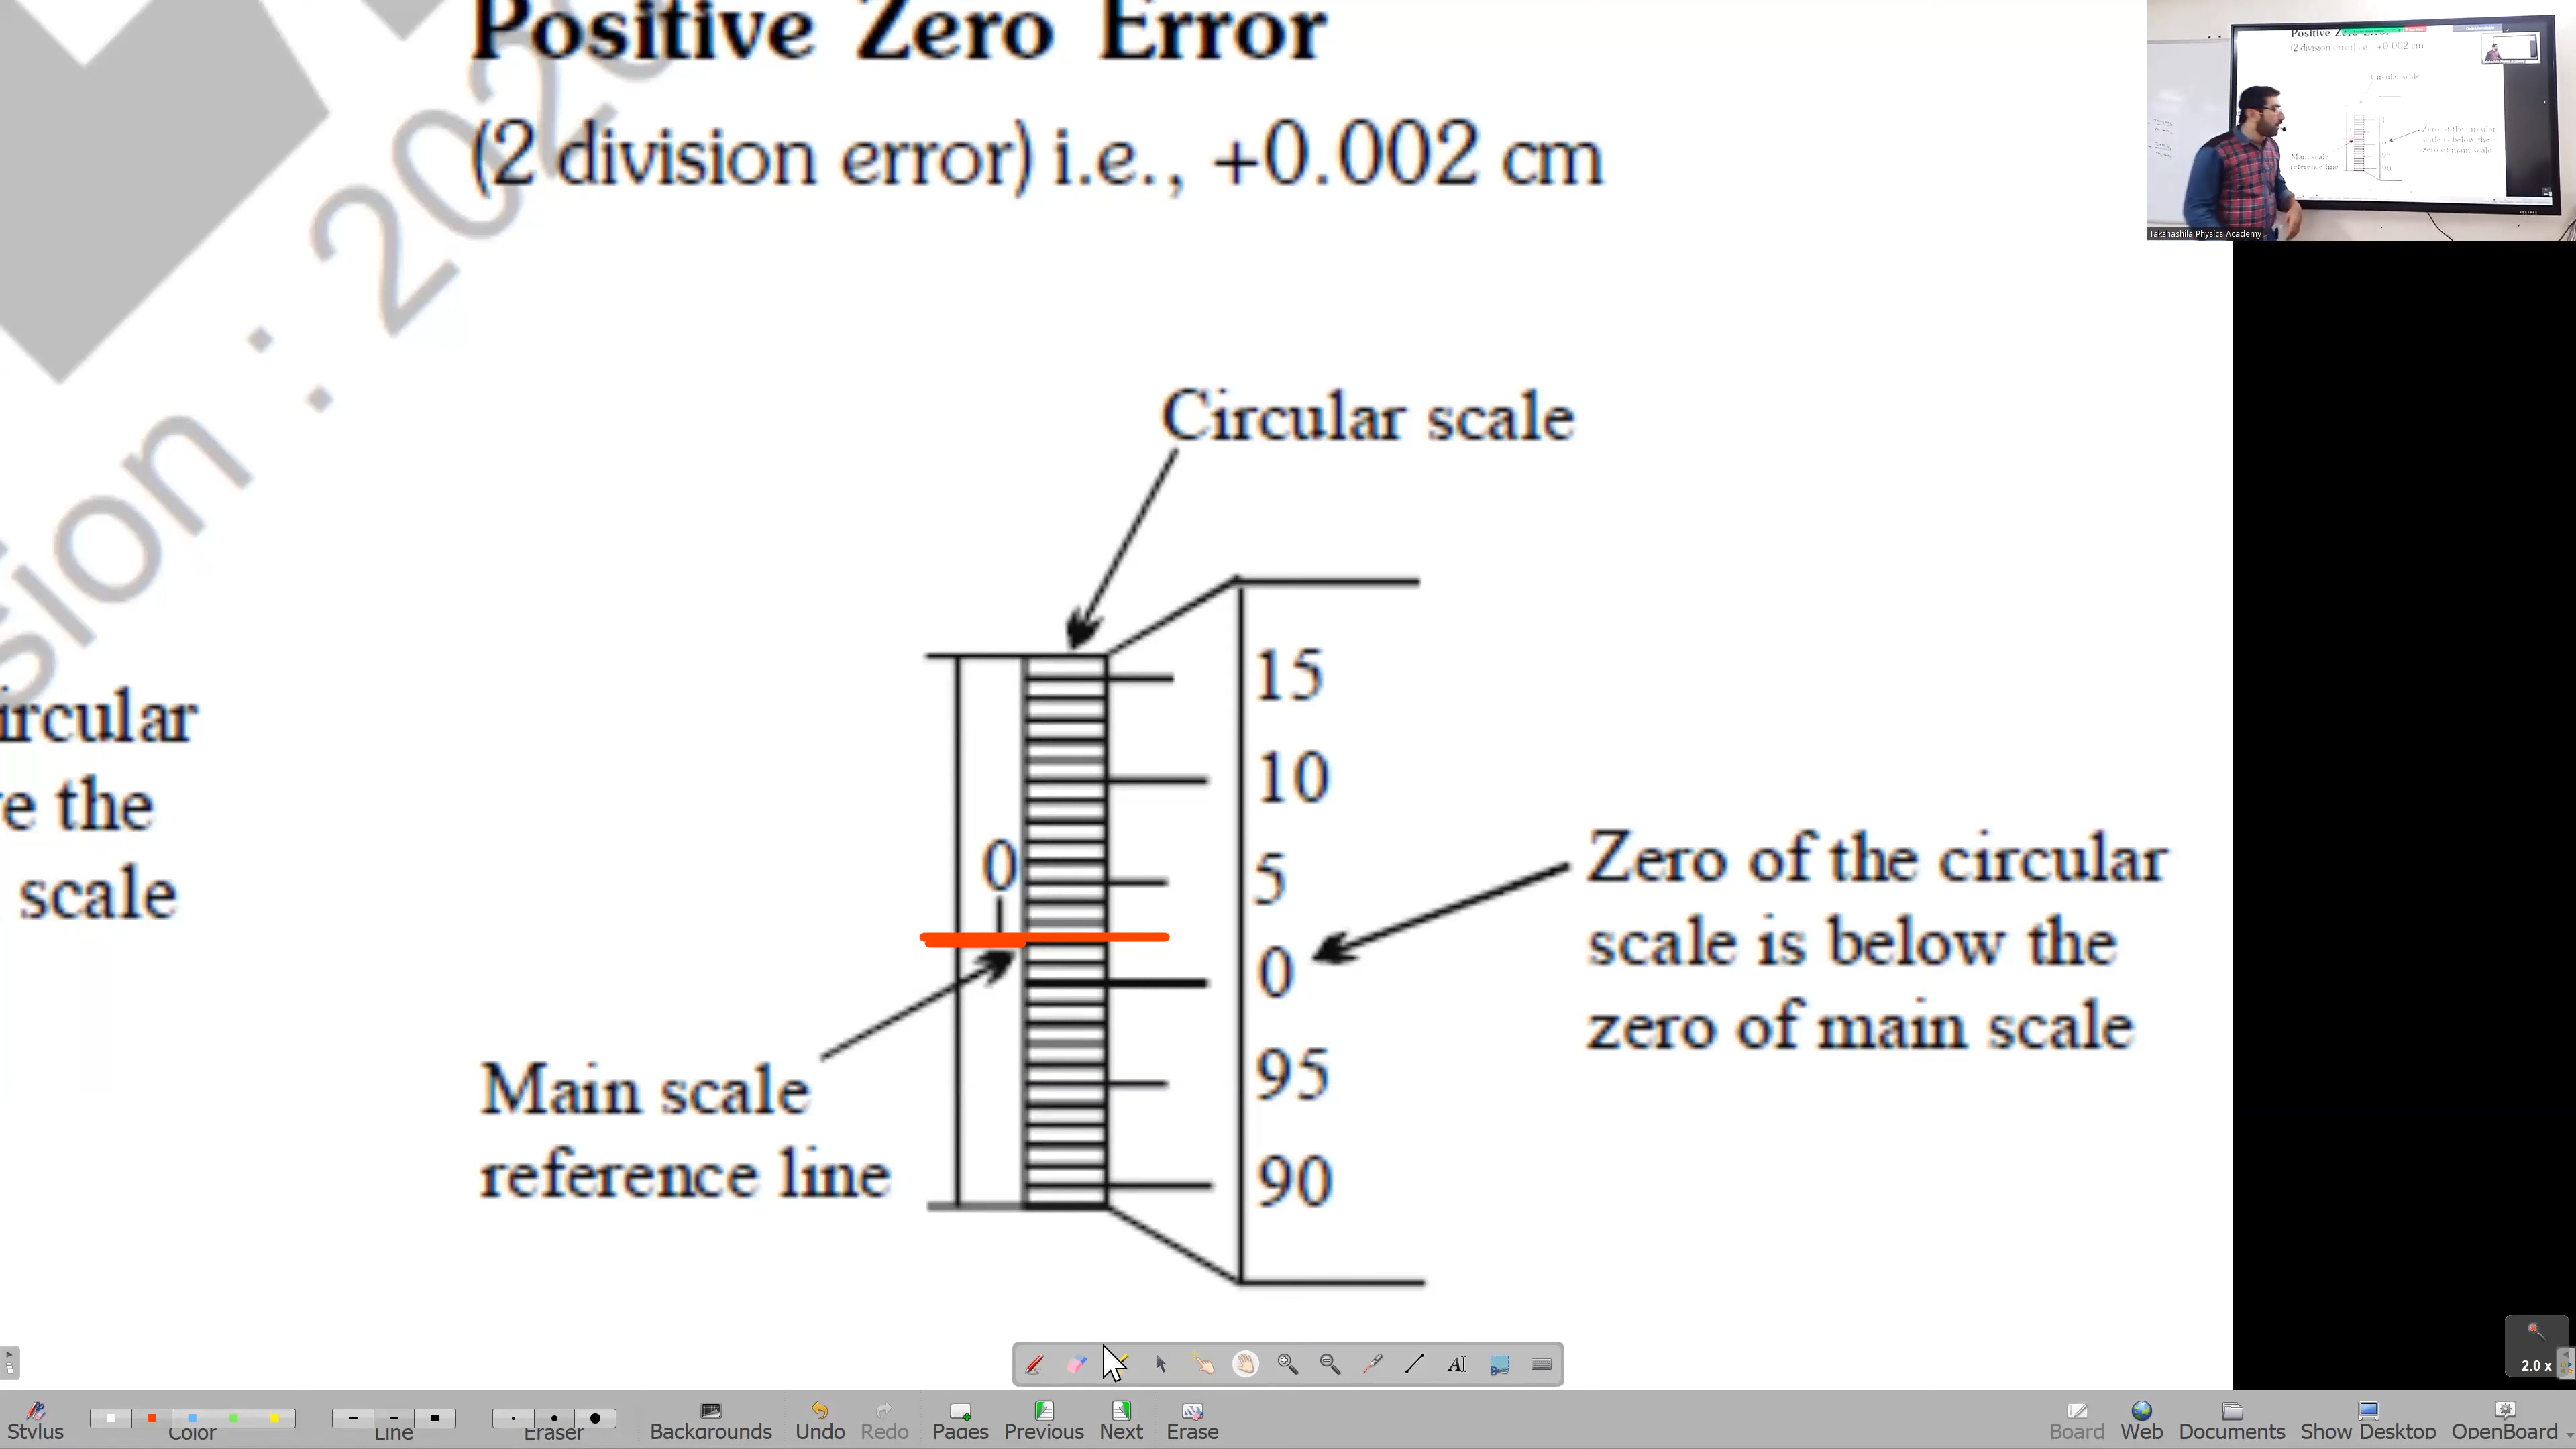 Positive Zero Error
(2 division error) i.e., +0.002 cm
Circular scale
15
10
5
0
95
90
0
Zero of the circular
scale is below the
zero of main scale
Main scale
reference line
ircular
e the
scale
sion : 202
Takshashila Physics Academy
2.0 x
Stylus
Color
Line
Eraser
Backgrounds
Undo
Redo
Pages
Previous
Next
Erase
Board
Web
Documents
Show Desktop
OpenBoard